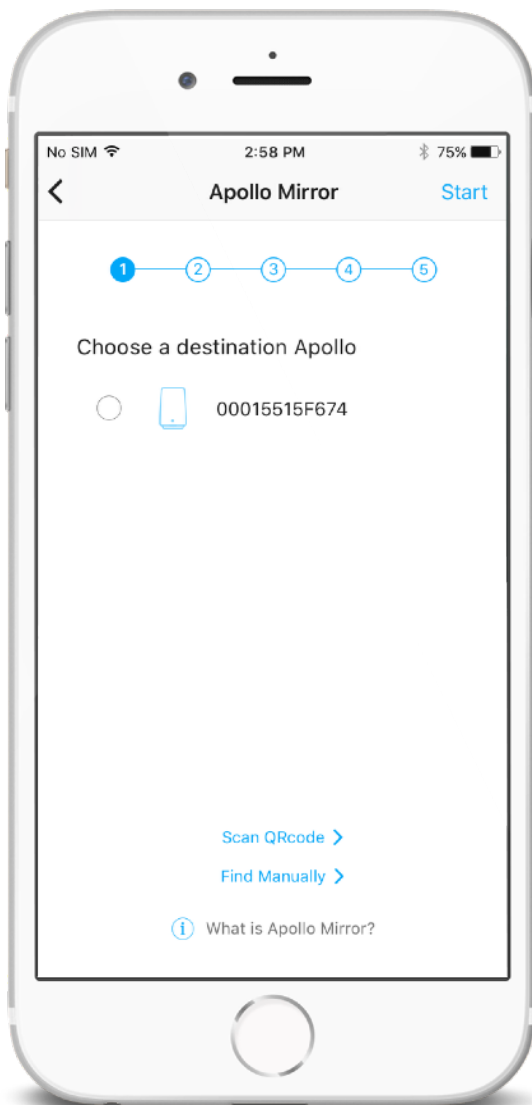 No SIM 2:58 PM 75%
Apollo Mirror Start
1 2 3 4 5
Choose a destination Apollo
00015515F674
Scan QRcode
Find Manually
i What is Apollo Mirror?